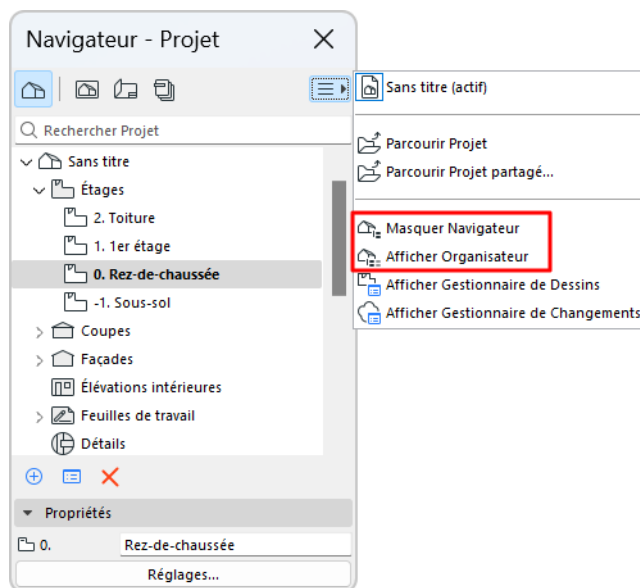 Navigateur - Projet
Sans titre (actif)
Rechercher Projet
Parcourir Projet
Sans titre
Parcourir Projet partagé...
Étages
2. Toiture
Masquer Navigateur
1. 1er étage
Afficher Organisateur
0. Rez-de-chaussée
Afficher Gestionnaire de Dessins
-1. Sous-sol
Afficher Gestionnaire de Changements
Coupes
Façades
Élévations intérieures
Feuilles de travail
Détails
Propriétés
0. Rez-de-chaussée
Réglages...